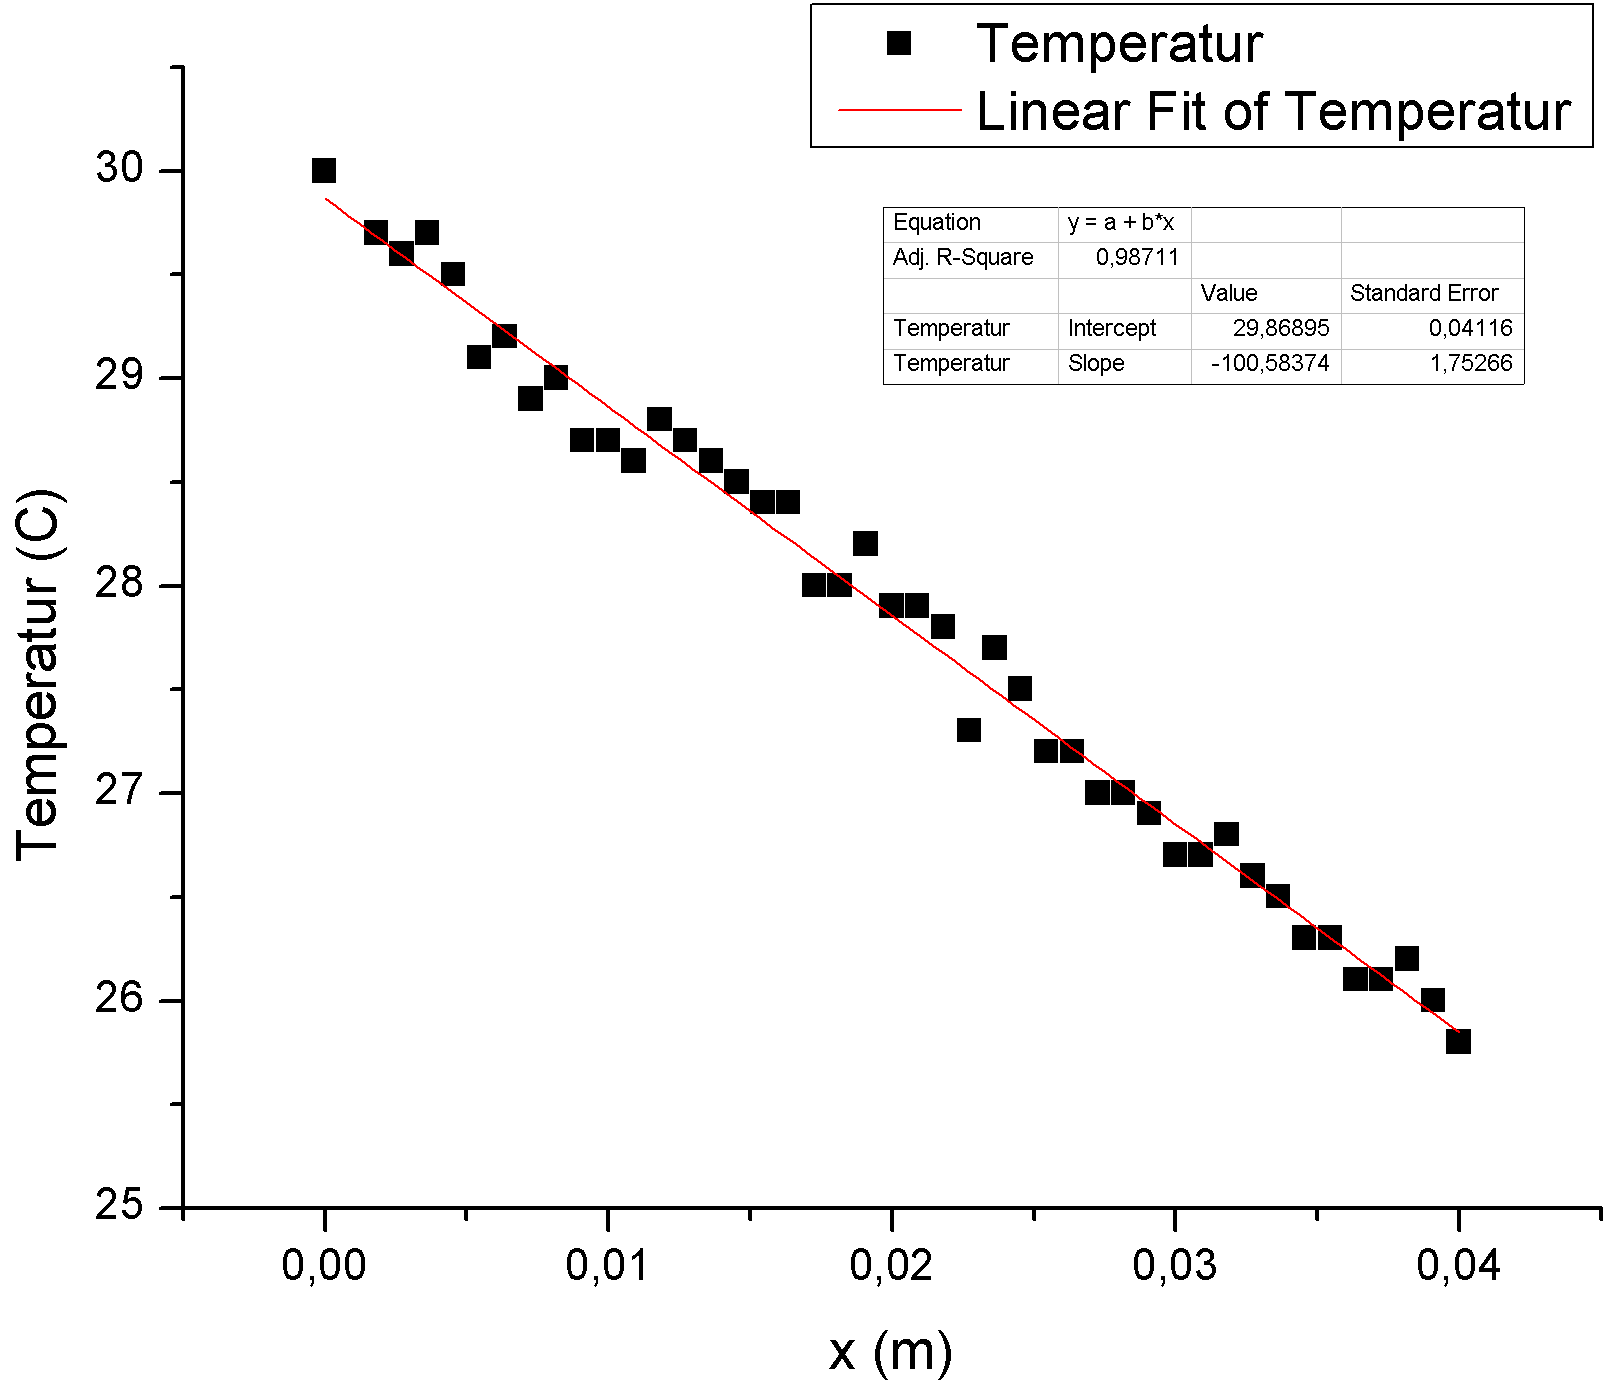 Temperatur
Linear Fit of Temperatur
Equation y = a + b*x
Adj. R-Square 0,98711
Value Standard Error
Temperatur Intercept 29,86895 0,04116
Temperatur Slope -100,58374 1,75266
30
29
28
27
26
25
Temperatur (C)
0,00 0,01 0,02 0,03 0,04
x (m)